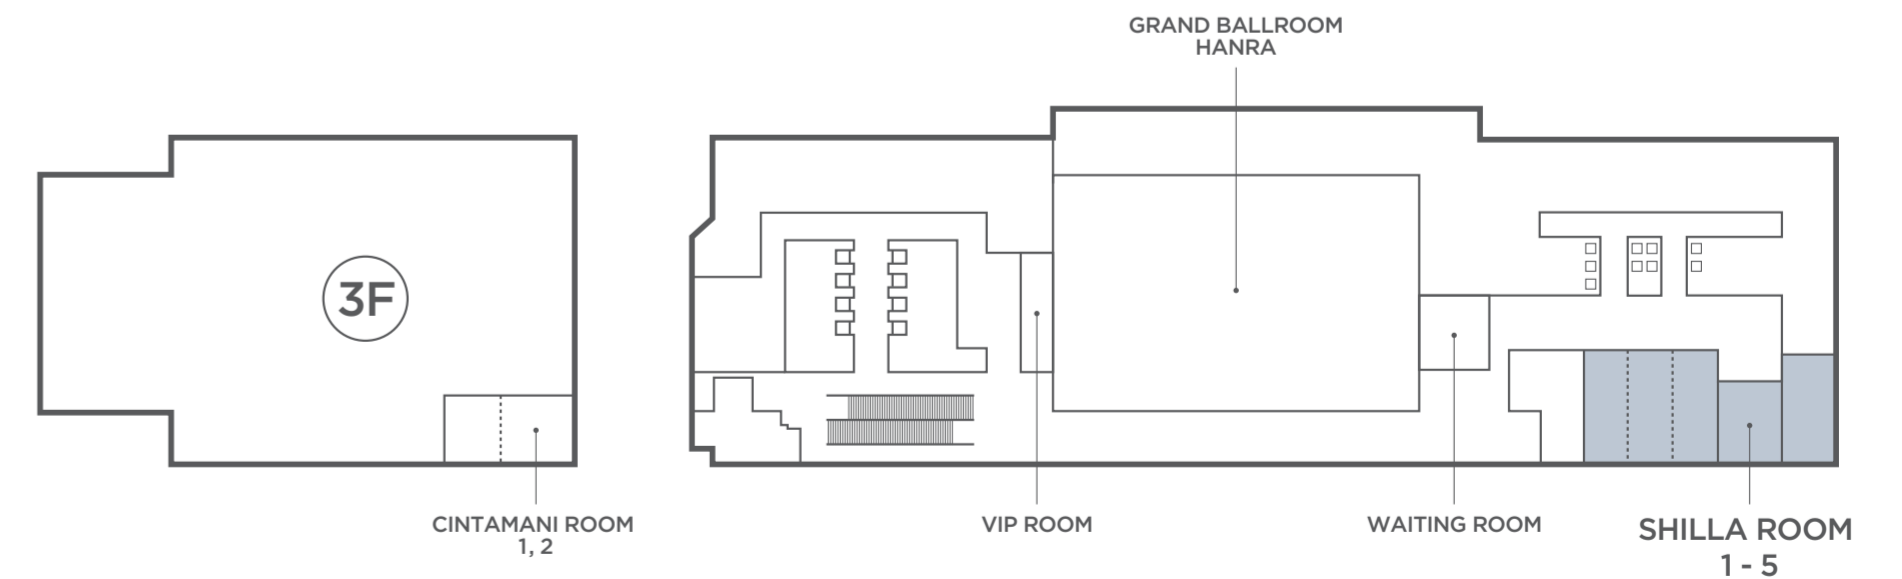 GRAND BALLROOM
HANRA
3F
CINTAMANI ROOM
1, 2
VIP ROOM
WAITING ROOM
SHILLA ROOM
1 - 5